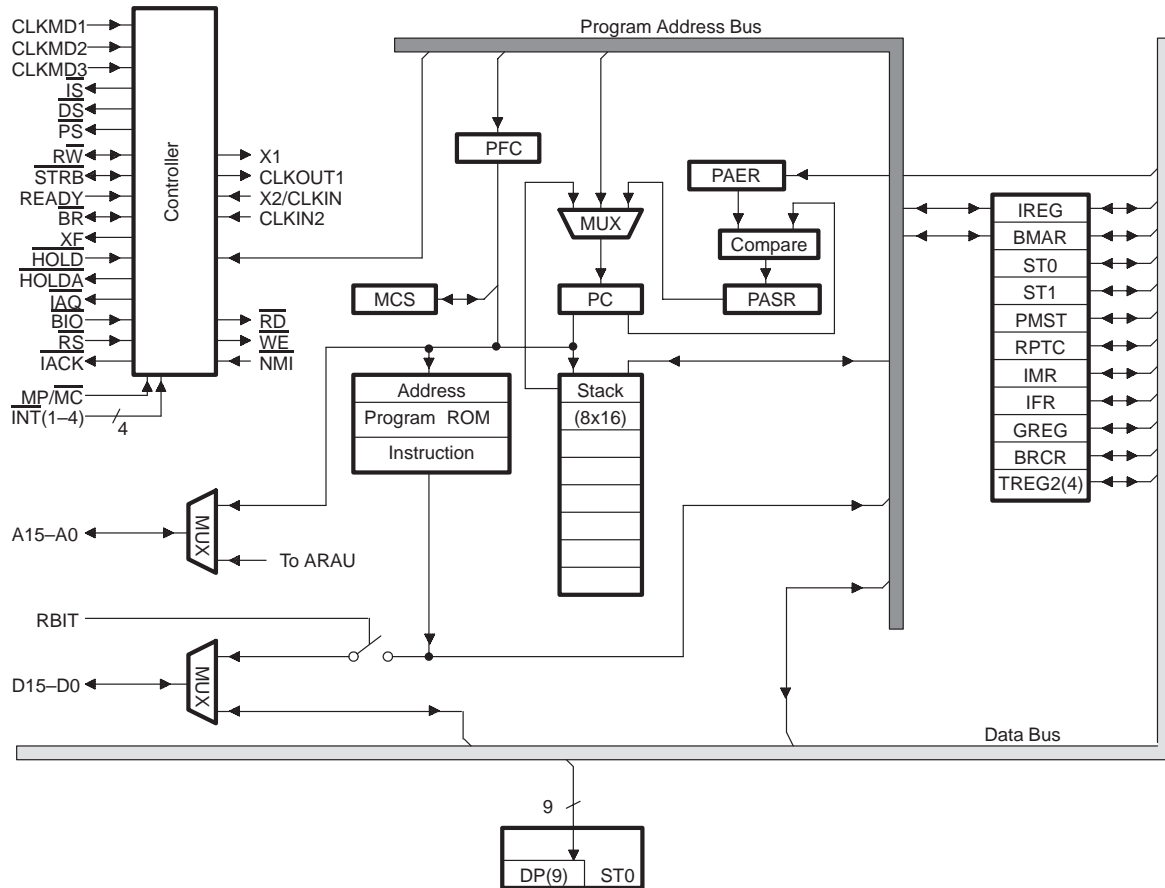 Program Address Bus
CLKMD1
CLKMD2
CLKMD3
IS
DS
PS
RW
STRB
READY
BR
XF
HOLD
HOLDA
IAQ
BIO
RS
IACK
MP/MC
INT(1–4)
4
Controller
X1
CLKOUT1
X2/CLKIN
CLKIN2
RD
WE
NMI
PFC
MUX
PAER
Compare
MCS
PC
PASR
Address
Program ROM
Instruction
Stack
(8x16)
IREG
BMAR
ST0
ST1
PMST
RPTC
IMR
IFR
GREG
BRCR
TREG2(4)
A15–A0
MUX
To ARAU
RBIT
D15–D0
MUX
Data Bus
9
DP(9)
ST0